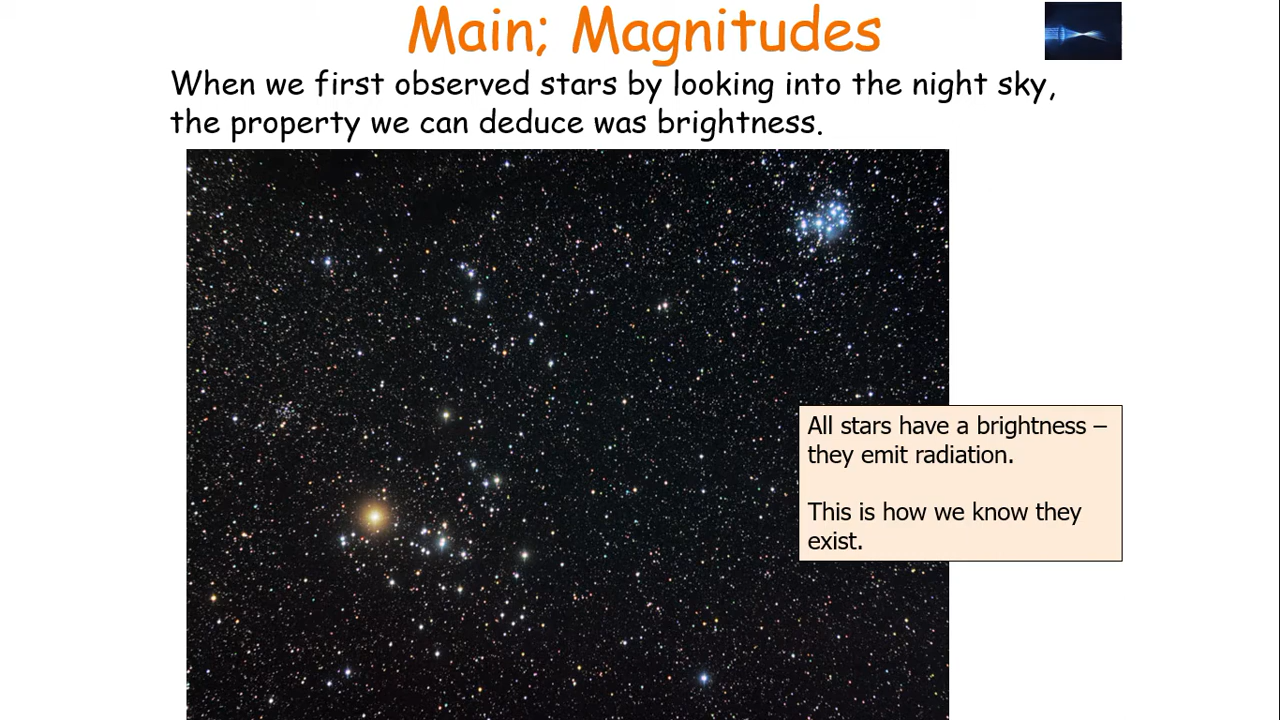 Main; Magnitudes
When we first observed stars by looking into the night sky,
the property we can deduce was brightness.
All stars have a brightness –
they emit radiation.
This is how we know they
exist.